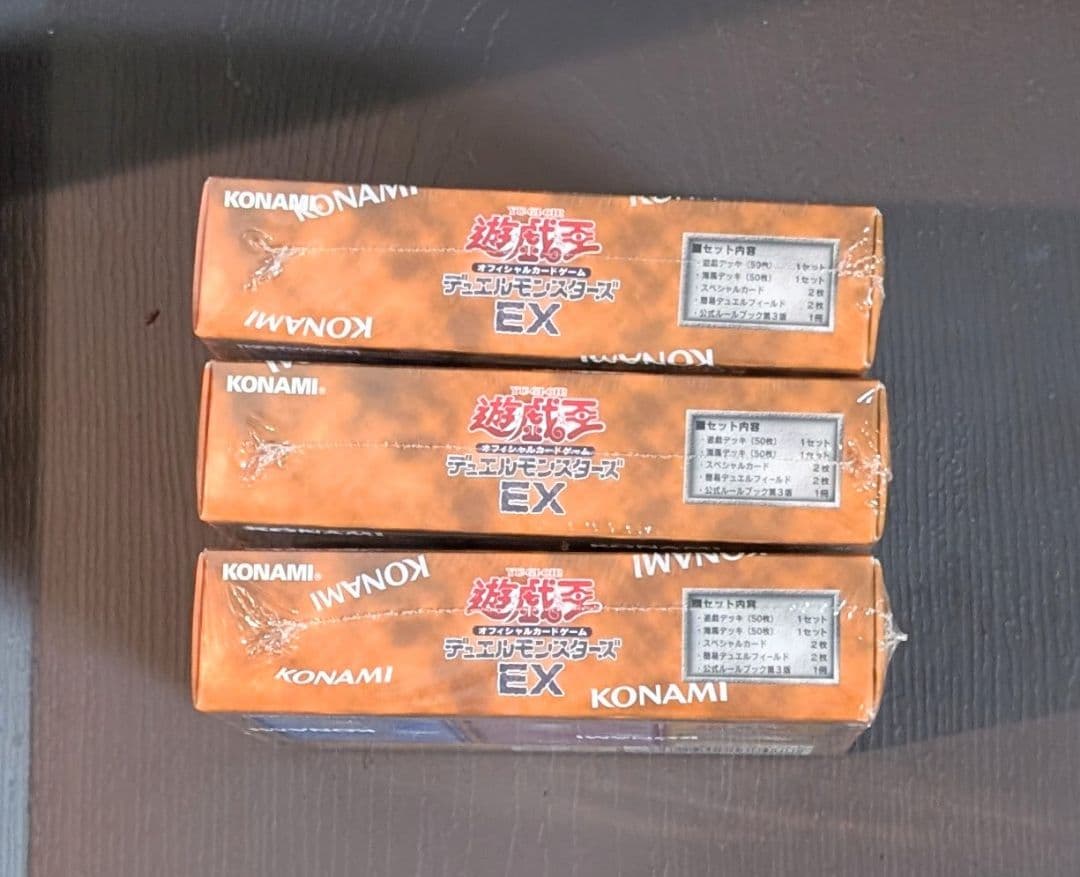 KONAMI
KONAMI
YU-GI-OH!
遊戯王
オフィシャルカードゲーム
デュエルモンスターズ
EX
■セット内容
・遊戯デッキ(50枚) 1セット
・海馬デッキ(50枚) 1セット
・スペシャルカード 2枚
・簡易デュエルフィールド 2枚
・公式ルールブック第3版 1冊
KONAMI
KONAMI
KONAMI
KONAMI®
YU-GI-OH!
遊戯王
オフィシャルカードゲーム
デュエルモンスターズ
EX
■セット内容
・遊戯デッキ(50枚) 1セット
・海馬デッキ(50枚) 1セット
・スペシャルカード 2枚
・簡易デュエルフィールド 2枚
・公式ルールブック第3版 1冊
KONAMI
KONAMI
KONAMI®
KONAMI
KONAMI
YU-GI-OH!
遊戯王
オフィシャルカードゲーム
デュエルモンスターズ
EX
■セット内容
・遊戯デッキ(50枚) 1セット
・海馬デッキ(50枚) 1セット
・スペシャルカード 2枚
・簡易デュエルフィールド 2枚
・公式ルールブック第3版 1冊
KONAMI
KONAMI